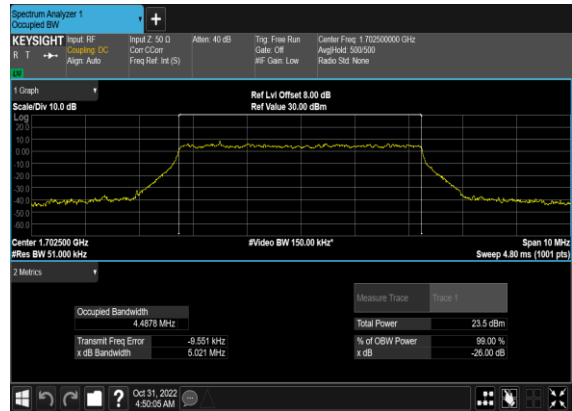 Spectrum Analyzer 1
Occupied BW
+
KEYSIGHT Input: RF Input Z: 50 Ω Atten: 40 dB Trig: Free Run Center Freq: 1.702500000 GHz
R T Coupling: DC Corr CCorr Gate: Off Avg|Hold: 500/500
Align: Auto Freq Ref: Int (S) #IF Gain: Low Radio Std: None
LV
1 Graph
Ref Lvl Offset 8.00 dB
Scale/Div 10.0 dB Ref Value 30.00 dBm
Log
20.0
10.0
0.00
-10.0
-20.0
-30.0
-40.0
-50.0
-60.0
Center 1.702500 GHz #Video BW 150.00 kHz* Span 10 MHz
#Res BW 51.000 kHz Sweep 4.80 ms (1001 pts)
2 Metrics
Measure Trace Trace 1
Occupied Bandwidth
4.4878 MHz Total Power 23.5 dBm
Transmit Freq Error -9.551 kHz % of OBW Power 99.00 %
x dB Bandwidth 5.021 MHz x dB -26.00 dB
? Oct 31, 2022
4:50:05 AM